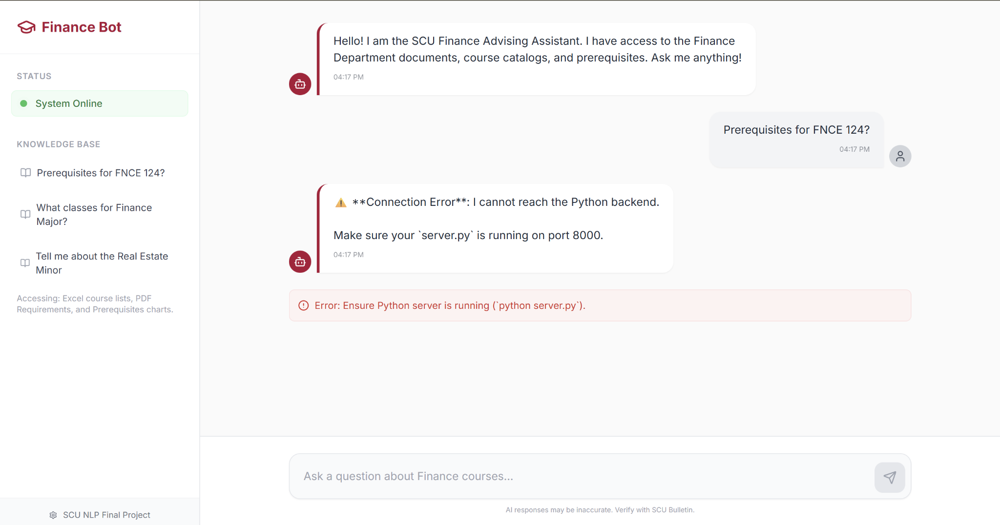 Finance Bot
STATUS
System Online
KNOWLEDGE BASE
Prerequisites for FNCE 124?
What classes for Finance
Major?
Tell me about the Real Estate
Minor
Accessing: Excel course lists, PDF
Requirements, and Prerequisites charts.
SCU NLP Final Project
Hello! I am the SCU Finance Advising Assistant. I have access to the Finance
Department documents, course catalogs, and prerequisites. Ask me anything!
04:17 PM
Prerequisites for FNCE 124?
04:17 PM
⚠️ **Connection Error**: I cannot reach the Python backend.
Make sure your `server.py` is running on port 8000.
04:17 PM
Error: Ensure Python server is running (`python server.py`).
Ask a question about Finance courses...
AI responses may be inaccurate. Verify with SCU Bulletin.